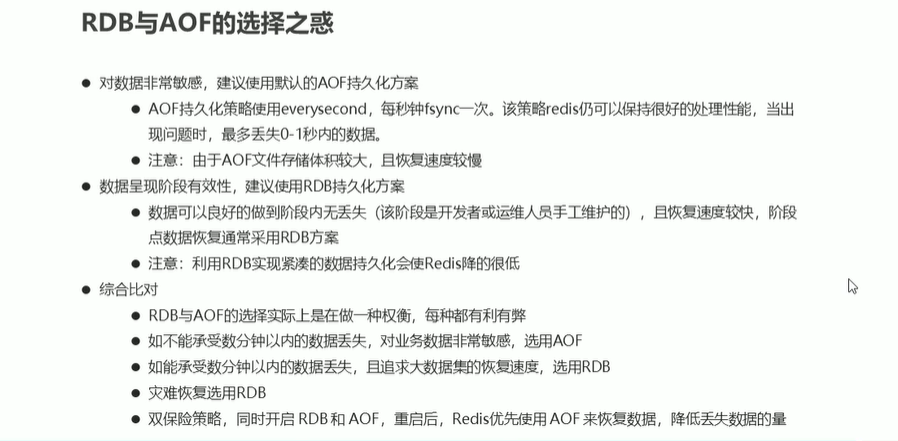 RDB与AOF的选择之惑
● 对数据非常敏感，建议使用默认的AOF持久化方案
● AOF持久化策略使用everysecond，每秒钟fsync一次。该策略redis仍可以保持很好的处理性能，当出
现问题时，最多丢失0-1秒内的数据。
● 注意：由于AOF文件存储体积较大，且恢复速度较慢
● 数据呈现阶段有效性，建议使用RDB持久化方案
● 数据可以良好的做到阶段内无丢失（该阶段是开发者或运维人员手工维护的），且恢复速度较快，阶段
点数据恢复通常采用RDB方案
● 注意：利用RDB实现紧凑的数据持久化会使Redis降的很低
● 综合比对
● RDB与AOF的选择实际上是在做一种权衡，每种都有利有弊
● 如不能承受数分钟以内的数据丢失，对业务数据非常敏感，选用AOF
● 如能承受数分钟以内的数据丢失，且追求大数据集的恢复速度，选用RDB
● 灾难恢复选用RDB
● 双保险策略，同时开启 RDB 和 AOF，重启后，Redis优先使用 AOF 来恢复数据，降低丢失数据的量